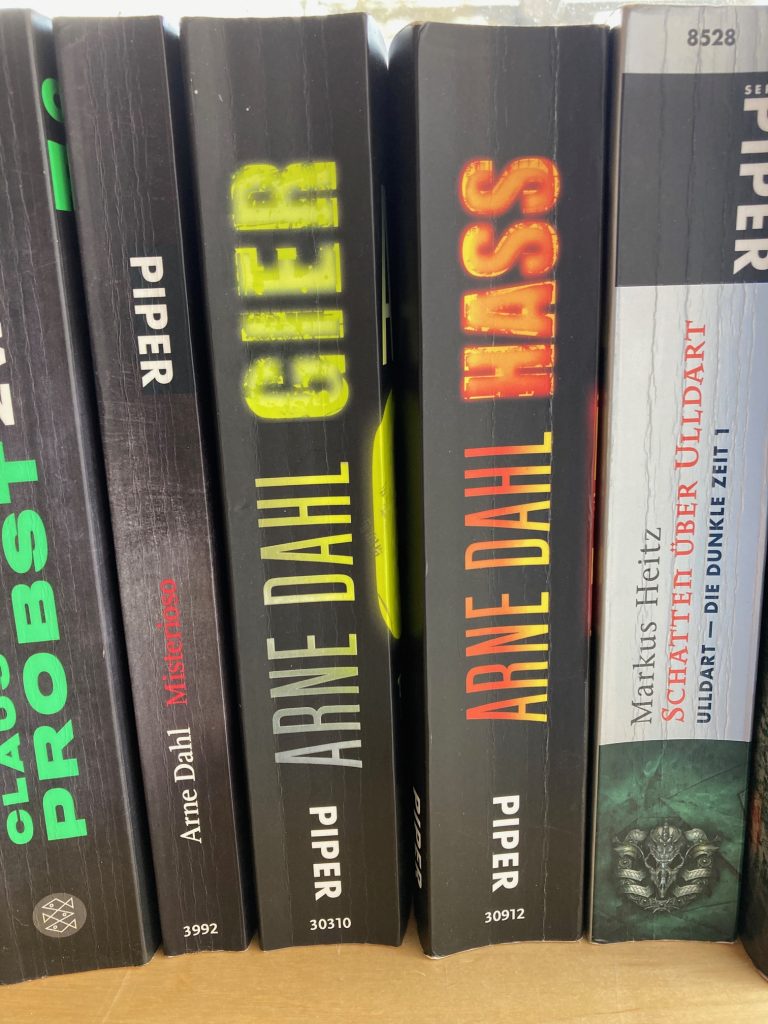 CLAUS
PROBST
PIPER
Arne Dahl Misterioso
3992
ARNE DAHL GIER
PIPER
30310
PIPER
ARNE DAHL HASS
PIPER
30912
8528
PIPER
Markus Heitz
SCHATTEN ÜBER ULLDART
ULLDART – DIE DUNKLE ZEIT 1